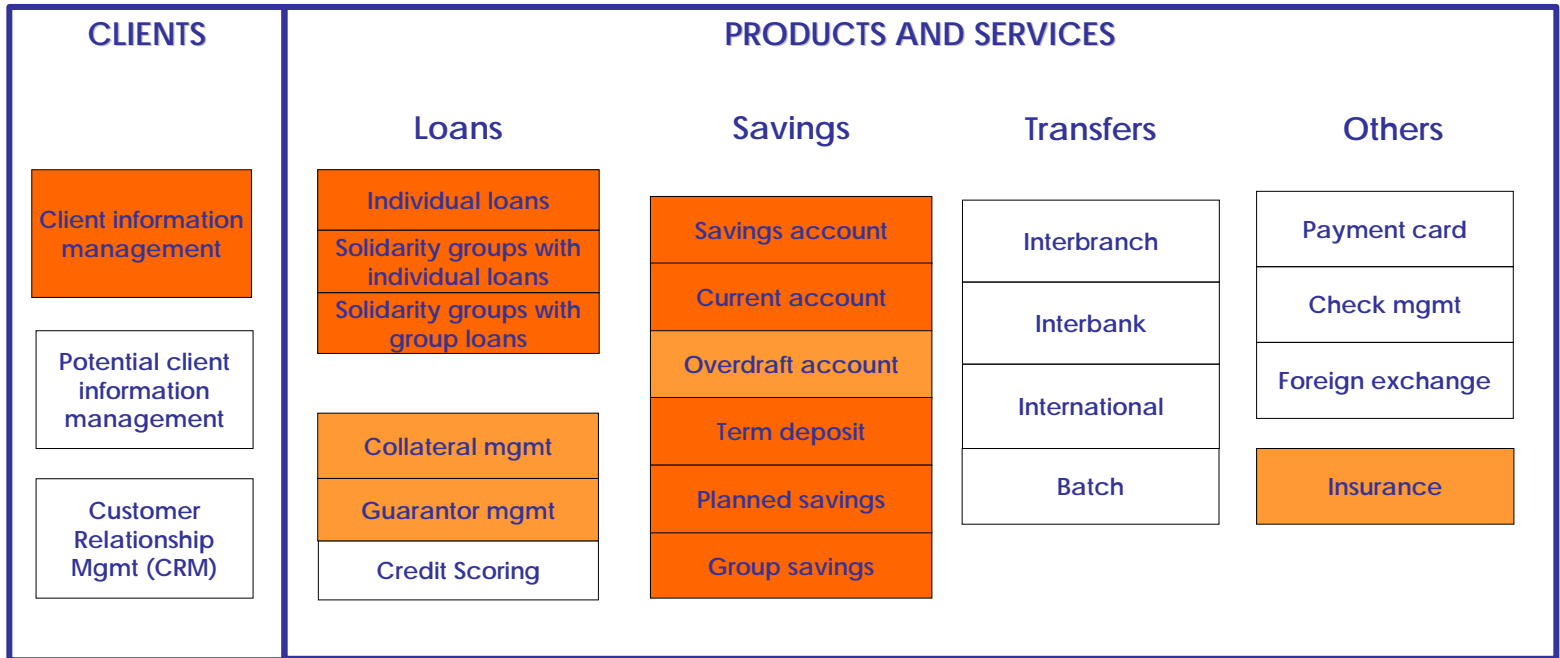 CLIENTS
Client information
management
Potential client
information
management
Customer
Relationship
Mgmt (CRM)
PRODUCTS AND SERVICES
Loans
Individual loans
Solidarity groups with
individual loans
Solidarity groups with
group loans
Collateral mgmt
Guarantor mgmt
Credit Scoring
Savings
Savings account
Current account
Overdraft account
Term deposit
Planned savings
Group savings
Transfers
Interbranch
Interbank
International
Batch
Others
Payment card
Check mgmt
Foreign exchange
Insurance